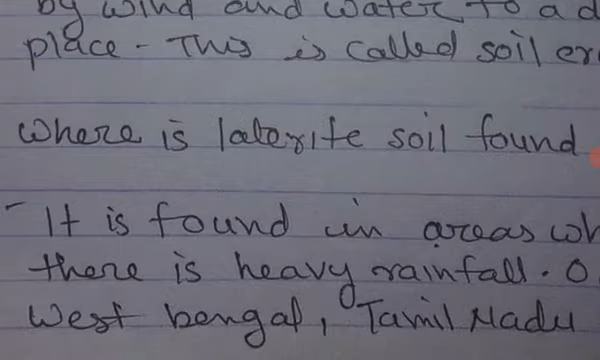 by wind and water to a d
place - This is called soil er
where is laterite soil found
- It is found in areas wh
there is heavy rainfall. O
West bengal, Tamil Nadu